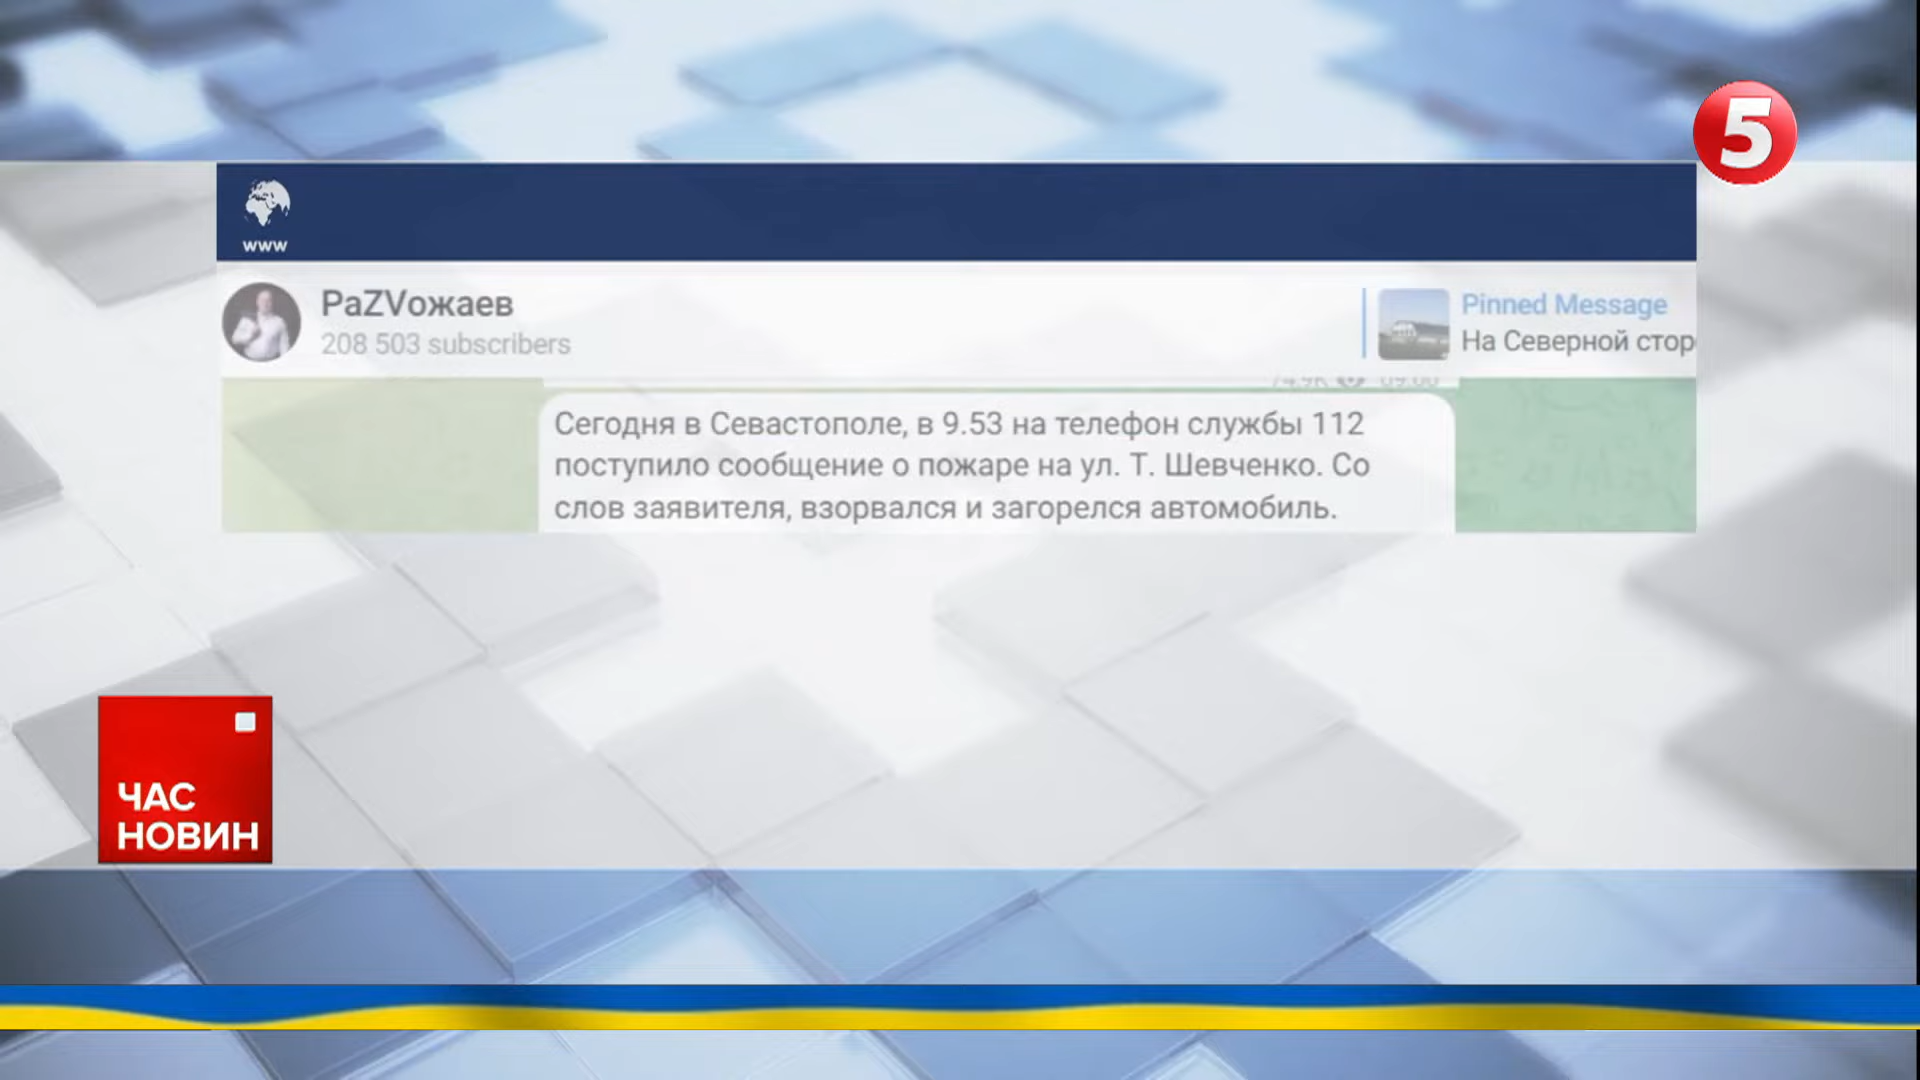 5
www
PaZVожаев
208 503 subscribers
Pinned Message
На Северной стор
Сегодня в Севастополе, в 9.53 на телефон службы 112
поступило сообщение о пожаре на ул. Т. Шевченко. Со
слов заявителя, взорвался и загорелся автомобиль.
ЧАС
НОВИН